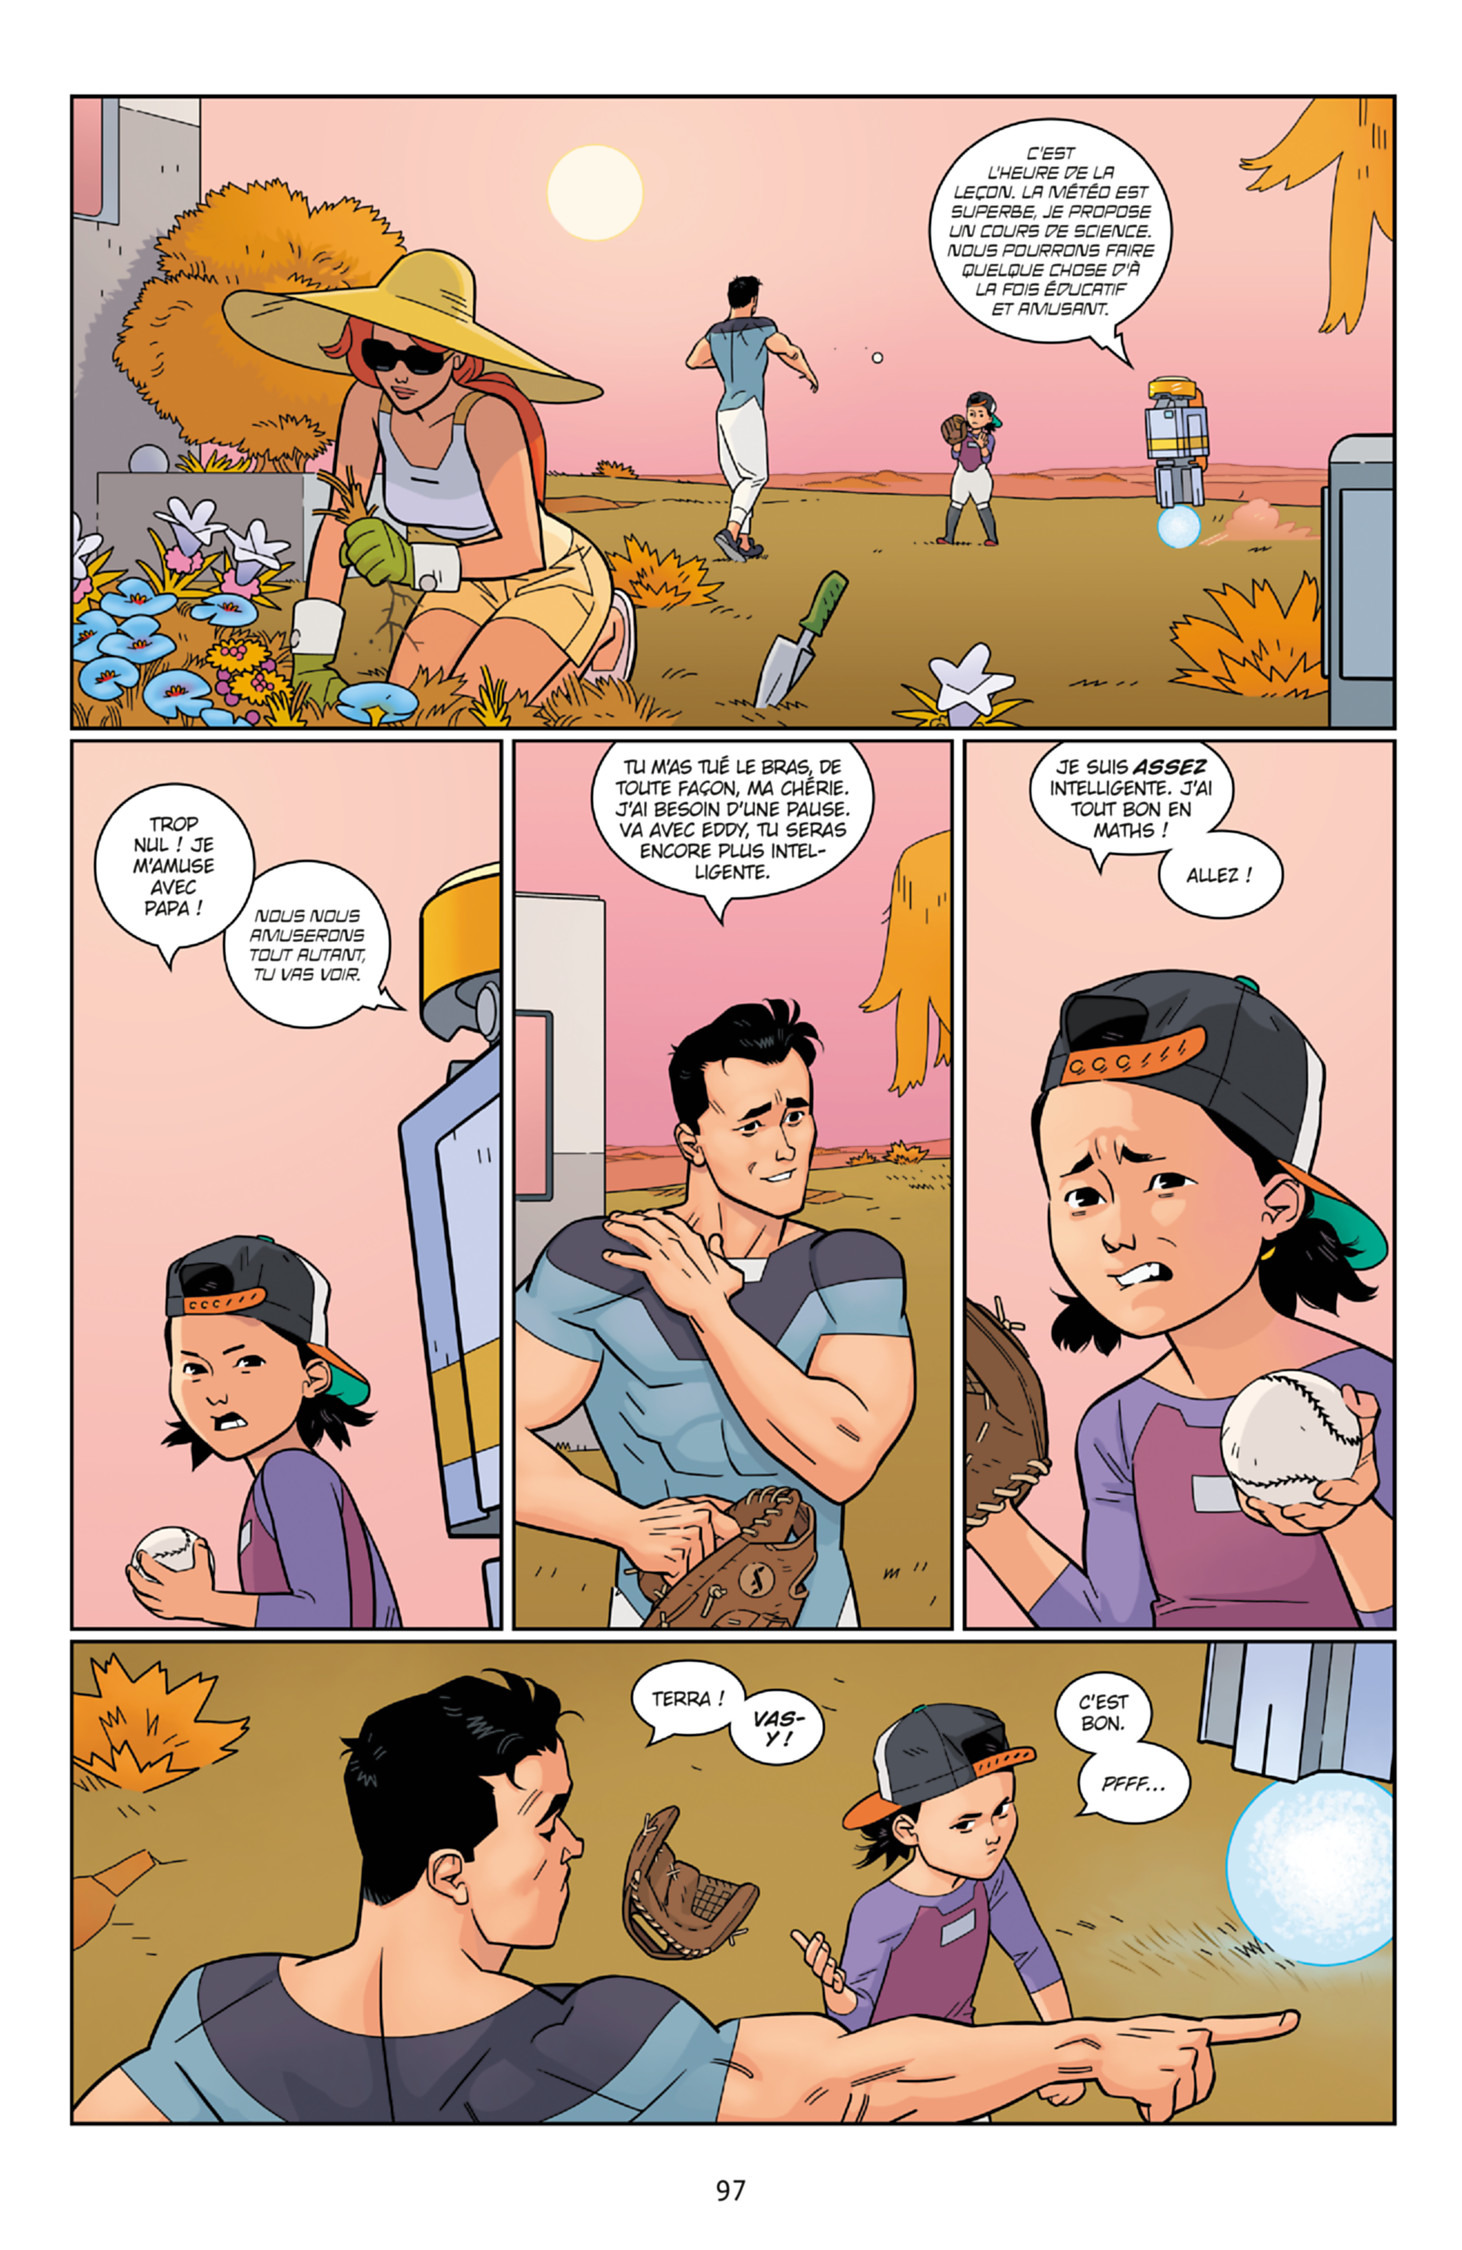 C'EST
L'HEURE DE LA
LEÇON. LA MÉTÉO EST
SUPERBE, JE PROPOSE
UN COURS DE SCIENCE.
NOUS POURRONS FAIRE
QUELQUE CHOSE D'À
LA FOIS ÉDUCATIF
ET AMUSANT.
TROP
NUL ! JE
M'AMUSE
AVEC
PAPA !
NOUS NOUS
AMUSERONS
TOUT AUTANT,
TU VAS VOIR.
TU M'AS TUÉ LE BRAS, DE
TOUTE FAÇON, MA CHÉRIE.
J'AI BESOIN D'UNE PAUSE.
VA AVEC EDDY, TU SERAS
ENCORE PLUS INTEL-
LIGENTE.
JE SUIS ASSEZ
INTELLIGENTE. J'AI
TOUT BON EN
MATHS !
ALLEZ !
TERRA !
VAS-
Y !
C'EST
BON.
PFFF...
97